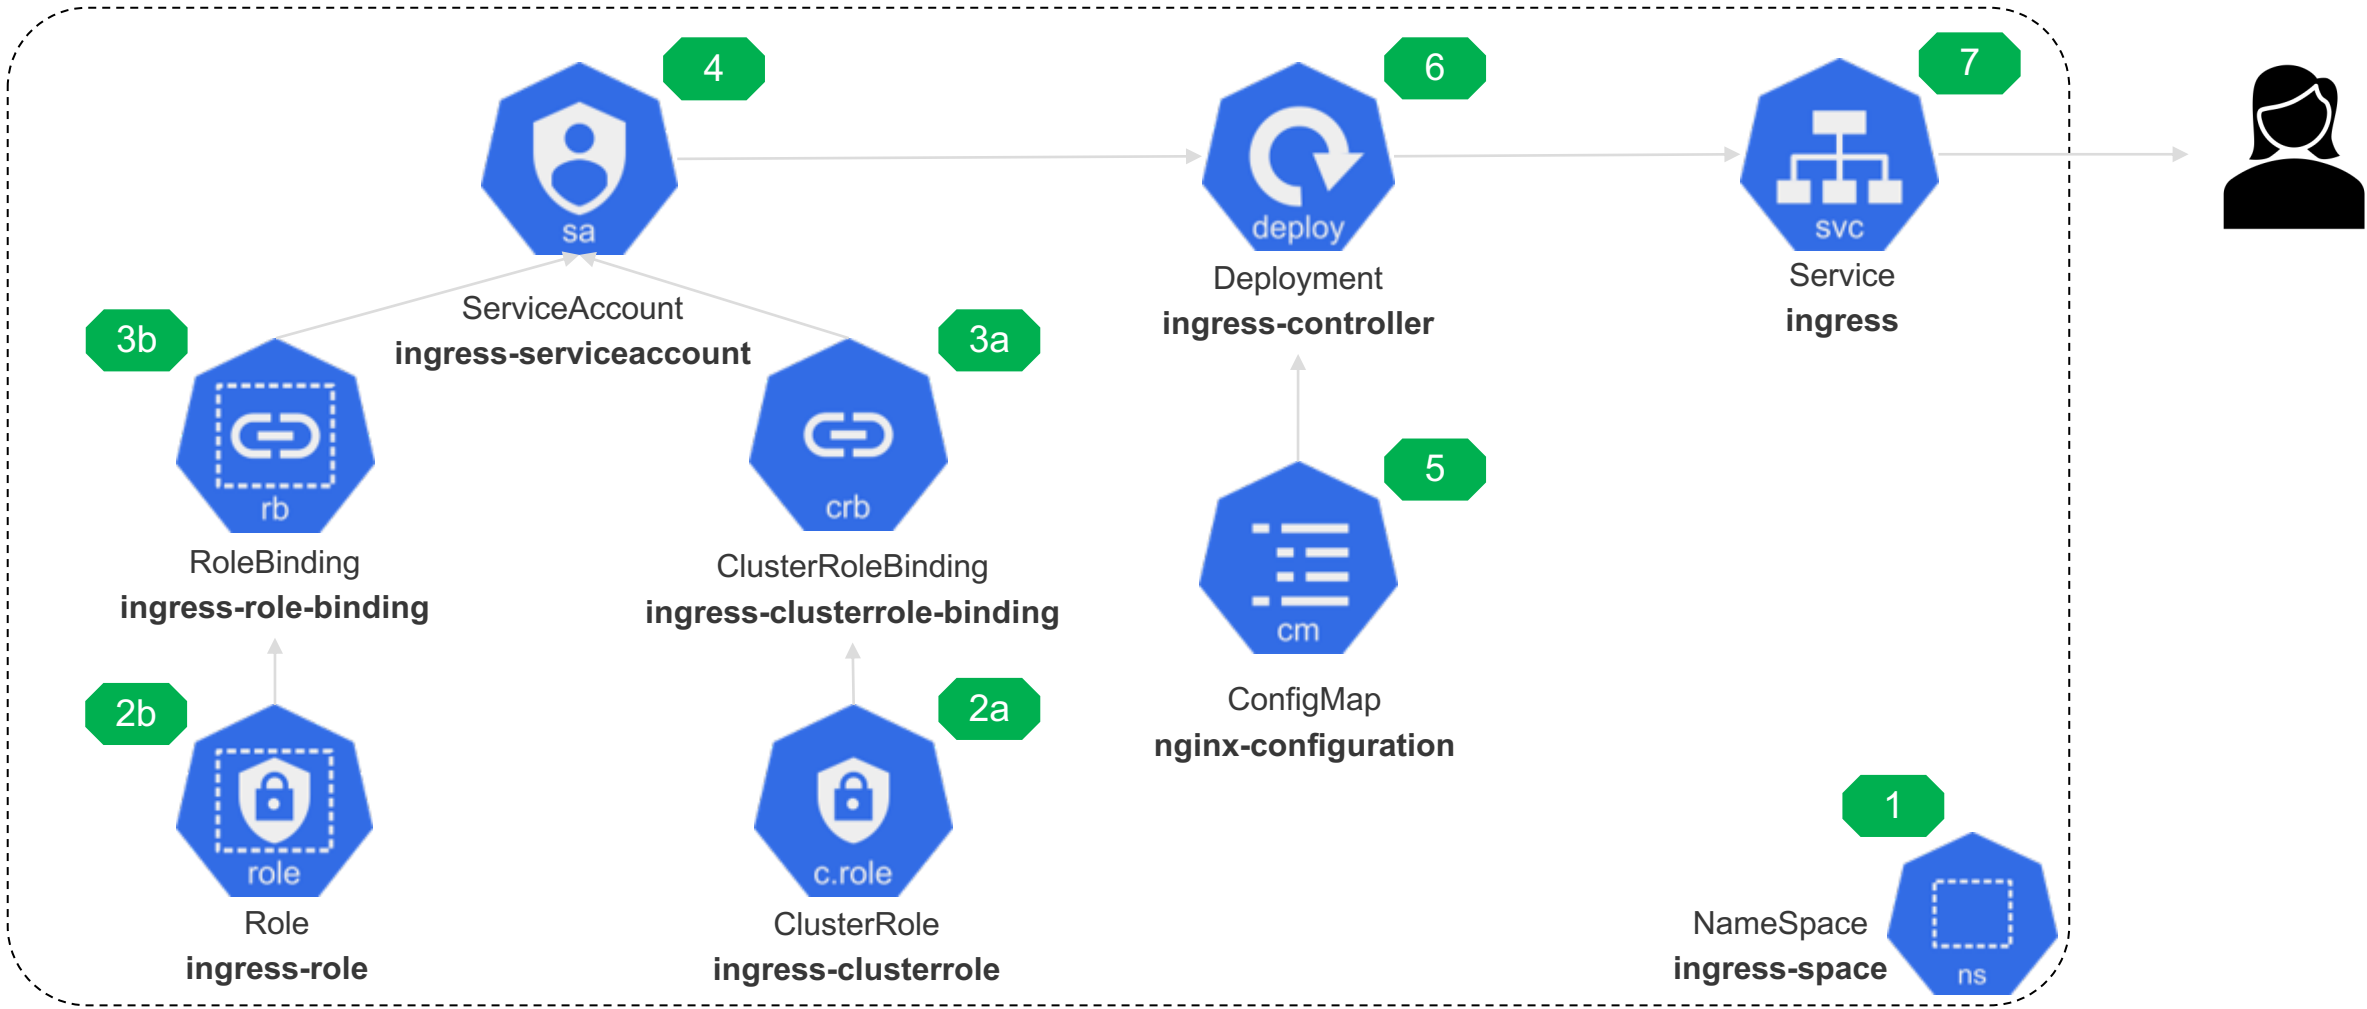 4
sa
ServiceAccount
ingress-serviceaccount
6
deploy
Deployment
ingress-controller
7
svc
Service
ingress
3b
rb
RoleBinding
ingress-role-binding
3a
crb
ClusterRoleBinding
ingress-clusterrole-binding
5
cm
ConfigMap
nginx-configuration
2b
role
Role
ingress-role
2a
c.role
ClusterRole
ingress-clusterrole
1
ns
NameSpace
ingress-space